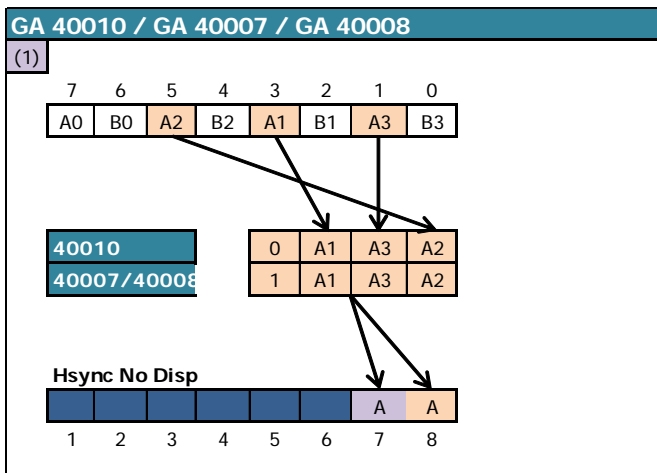 GA 40010 / GA 40007 / GA 40008
(1)
7 6 5 4 3 2 1 0
A0 B0 A2 B2 A1 B1 A3 B3
40010 0 A1 A3 A2
40007/40008 1 A1 A3 A2
Hsync No Disp
A A
1 2 3 4 5 6 7 8